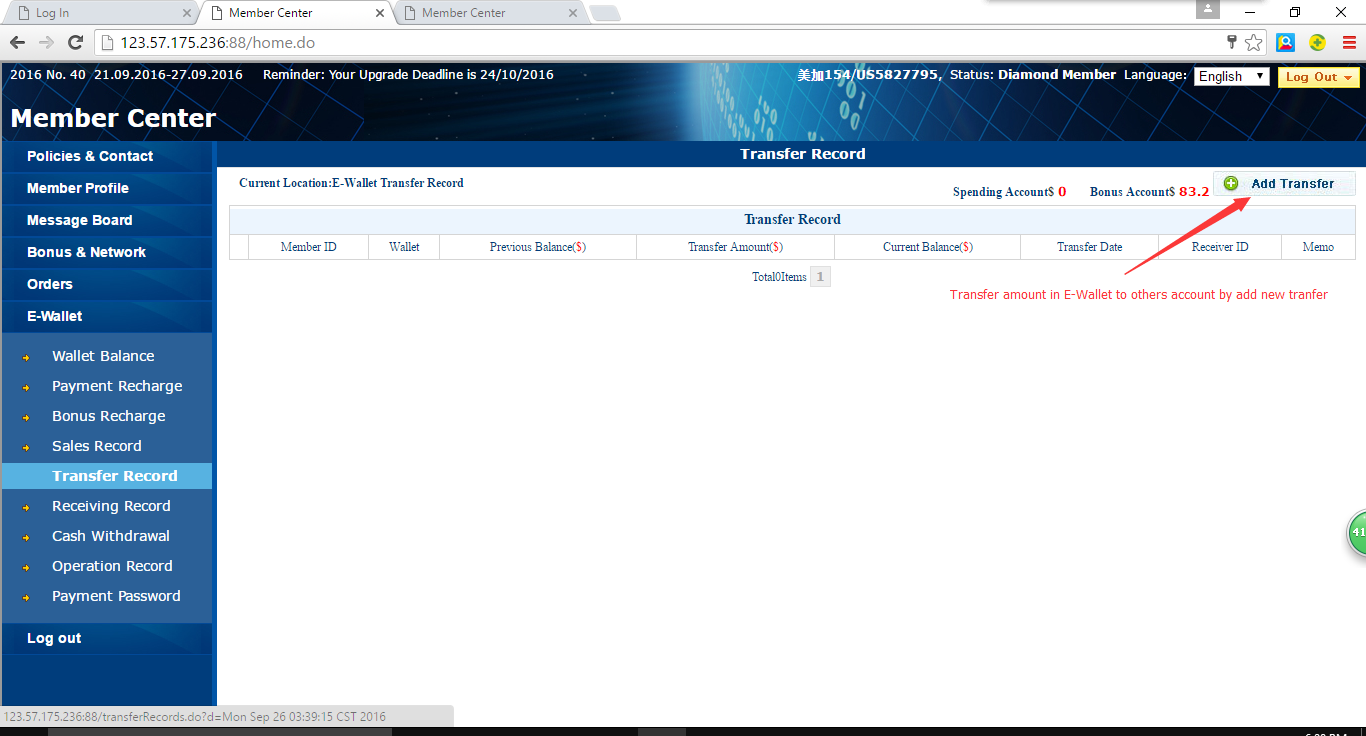 Log In
Member Center
Member Center
123.57.175.236:88/home.do
2016 No. 40 21.09.2016-27.09.2016 Reminder: Your Upgrade Deadline is 24/10/2016 美加154/US5827795, Status: Diamond Member Language: English Log Out
Member Center
Policies & Contact
Member Profile
Message Board
Bonus & Network
Orders
E-Wallet
Wallet Balance
Payment Recharge
Bonus Recharge
Sales Record
Transfer Record
Receiving Record
Cash Withdrawal
Operation Record
Payment Password
Log out
Transfer Record
Current Location:E-Wallet Transfer Record
Spending Account$ 0 Bonus Account$ 83.2 Add Transfer
Transfer Record
Member ID Wallet Previous Balance($) Transfer Amount($) Current Balance($) Transfer Date Receiver ID Memo
Total0Items 1
Transfer amount in E-Wallet to others account by add new tranfer
41
123.57.175.236:88/transferRecords.do?d=Mon Sep 26 03:39:15 CST 2016